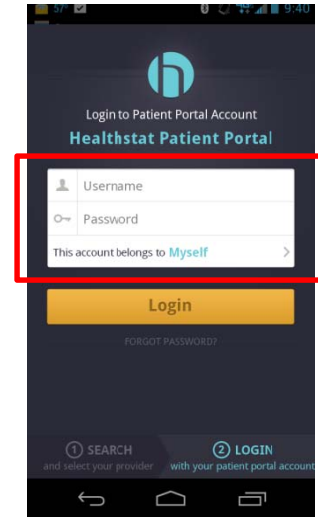 57°
9:40
Login to Patient Portal Account
Healthstat Patient Portal
Username
Password
This account belongs to Myself
Login
FORGOT PASSWORD?
1 SEARCH
and select your provider
2 LOGIN
with your patient portal account